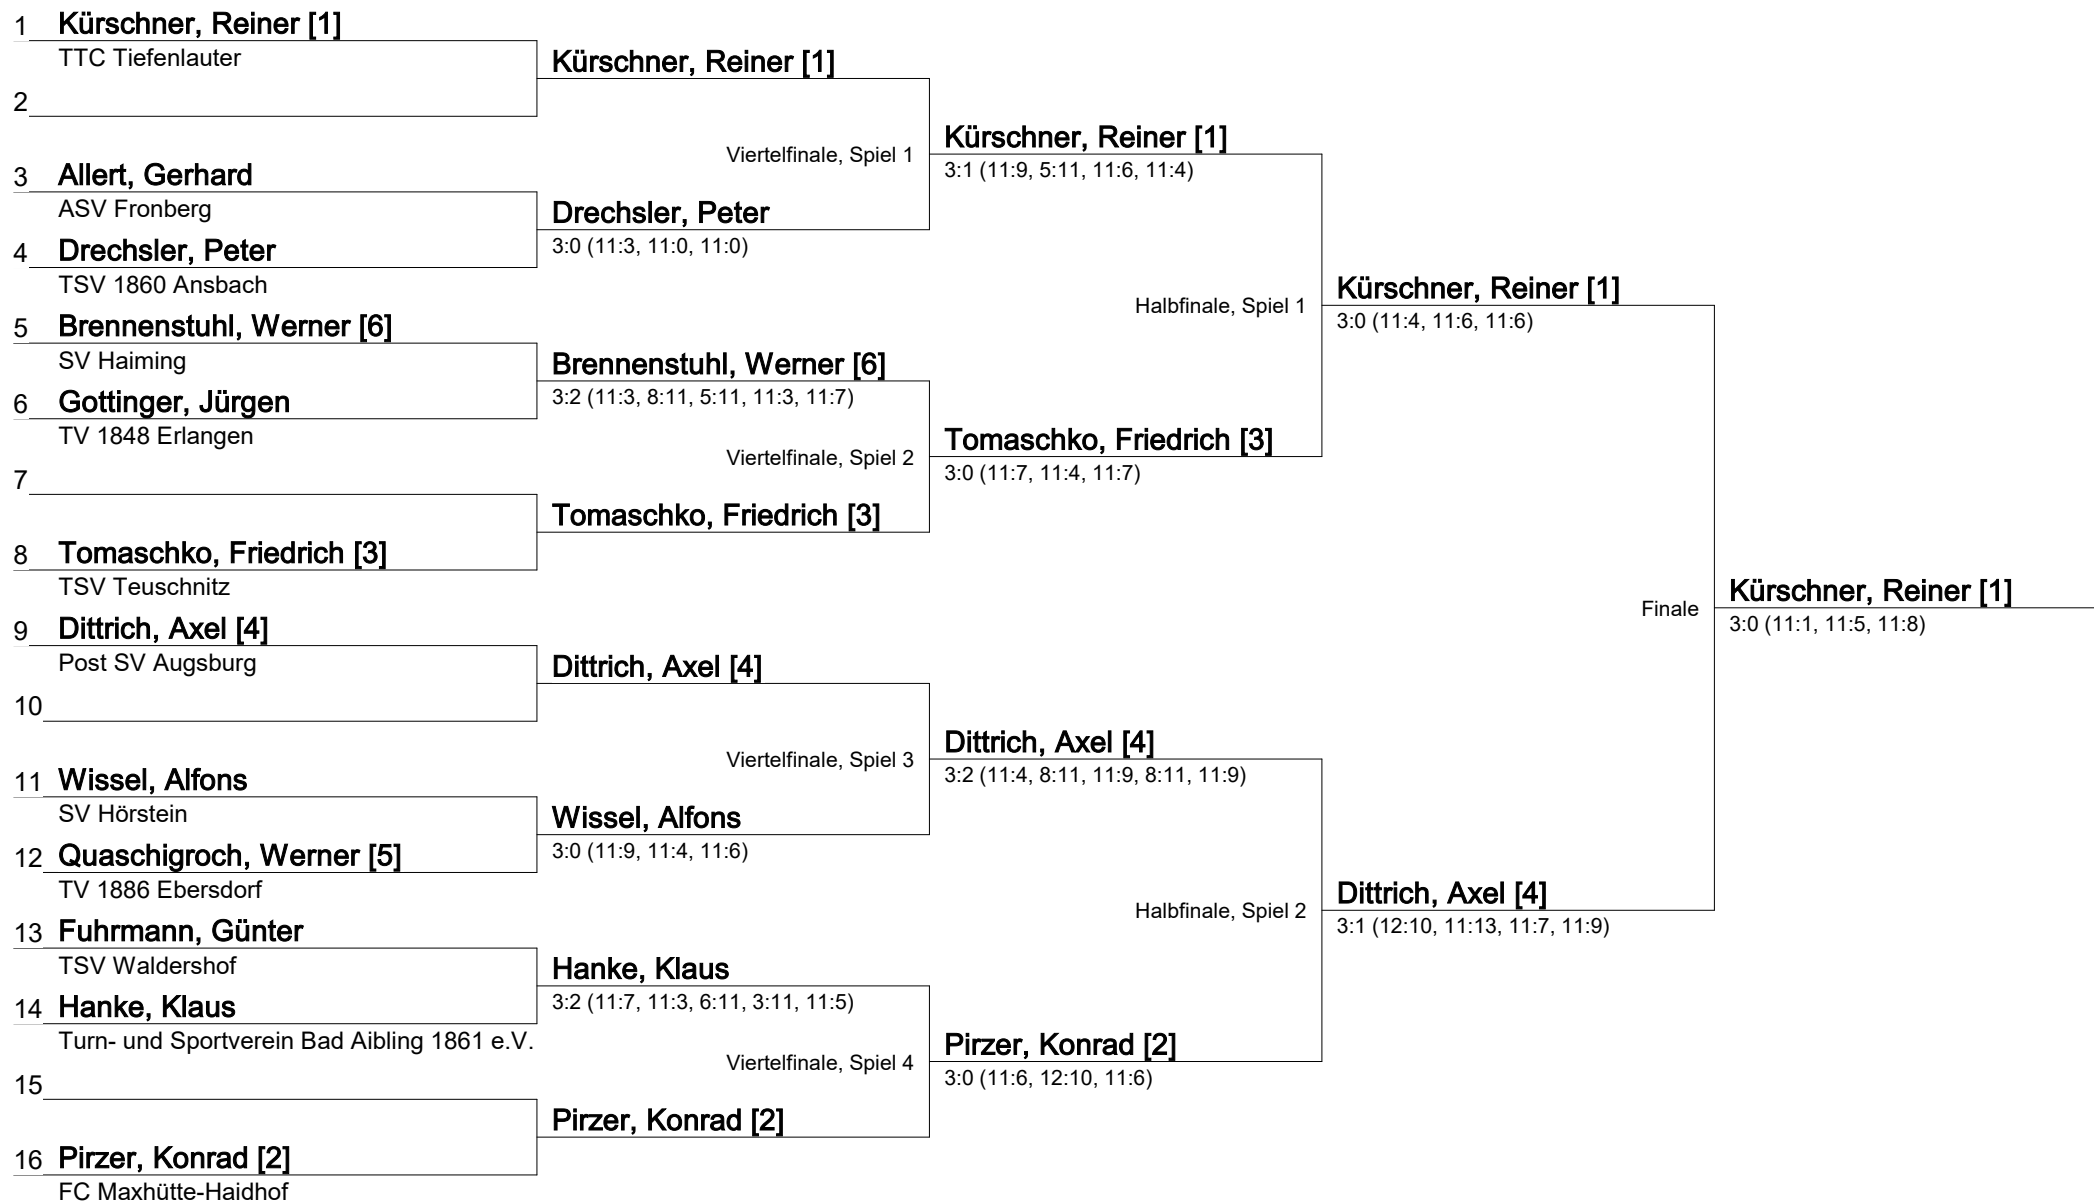 1 Kürschner, Reiner [1]
TTC Tiefenlauter
2
3 Allert, Gerhard
ASV Fronberg
4 Drechsler, Peter
TSV 1860 Ansbach
5 Brennenstuhl, Werner [6]
SV Haiming
6 Gottinger, Jürgen
TV 1848 Erlangen
7
8 Tomaschko, Friedrich [3]
TSV Teuschnitz
9 Dittrich, Axel [4]
Post SV Augsburg
10
11 Wissel, Alfons
SV Hörstein
12 Quaschigroch, Werner [5]
TV 1886 Ebersdorf
13 Fuhrmann, Günter
TSV Waldershof
14 Hanke, Klaus
Turn- und Sportverein Bad Aibling 1861 e.V.
15
16 Pirzer, Konrad [2]
FC Maxhütte-Haidhof
Kürschner, Reiner [1]
Viertelfinale, Spiel 1
Drechsler, Peter
3:0 (11:3, 11:0, 11:0)
Brennenstuhl, Werner [6]
3:2 (11:3, 8:11, 5:11, 11:3, 11:7)
Viertelfinale, Spiel 2
Tomaschko, Friedrich [3]
Dittrich, Axel [4]
Viertelfinale, Spiel 3
Wissel, Alfons
3:0 (11:9, 11:4, 11:6)
Hanke, Klaus
3:2 (11:7, 11:3, 6:11, 3:11, 11:5)
Viertelfinale, Spiel 4
Pirzer, Konrad [2]
Kürschner, Reiner [1]
3:1 (11:9, 5:11, 11:6, 11:4)
Halbfinale, Spiel 1
Tomaschko, Friedrich [3]
3:0 (11:7, 11:4, 11:7)
Dittrich, Axel [4]
3:2 (11:4, 8:11, 11:9, 8:11, 11:9)
Halbfinale, Spiel 2
Pirzer, Konrad [2]
3:0 (11:6, 12:10, 11:6)
Kürschner, Reiner [1]
3:0 (11:4, 11:6, 11:6)
Finale
Dittrich, Axel [4]
3:1 (12:10, 11:13, 11:7, 11:9)
Kürschner, Reiner [1]
3:0 (11:1, 11:5, 11:8)